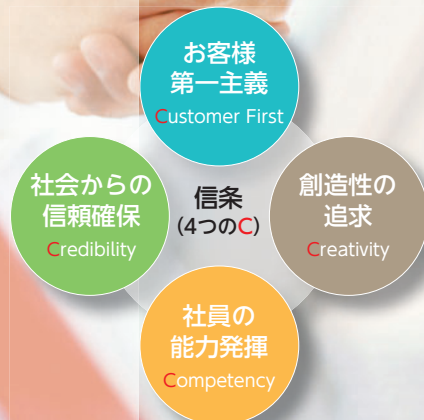 お客様
第一主義
Customer First
社会からの
信頼確保
Credibility
信条
(4つのC)
創造性の
追求
Creativity
社員の
能力発揮
Competency